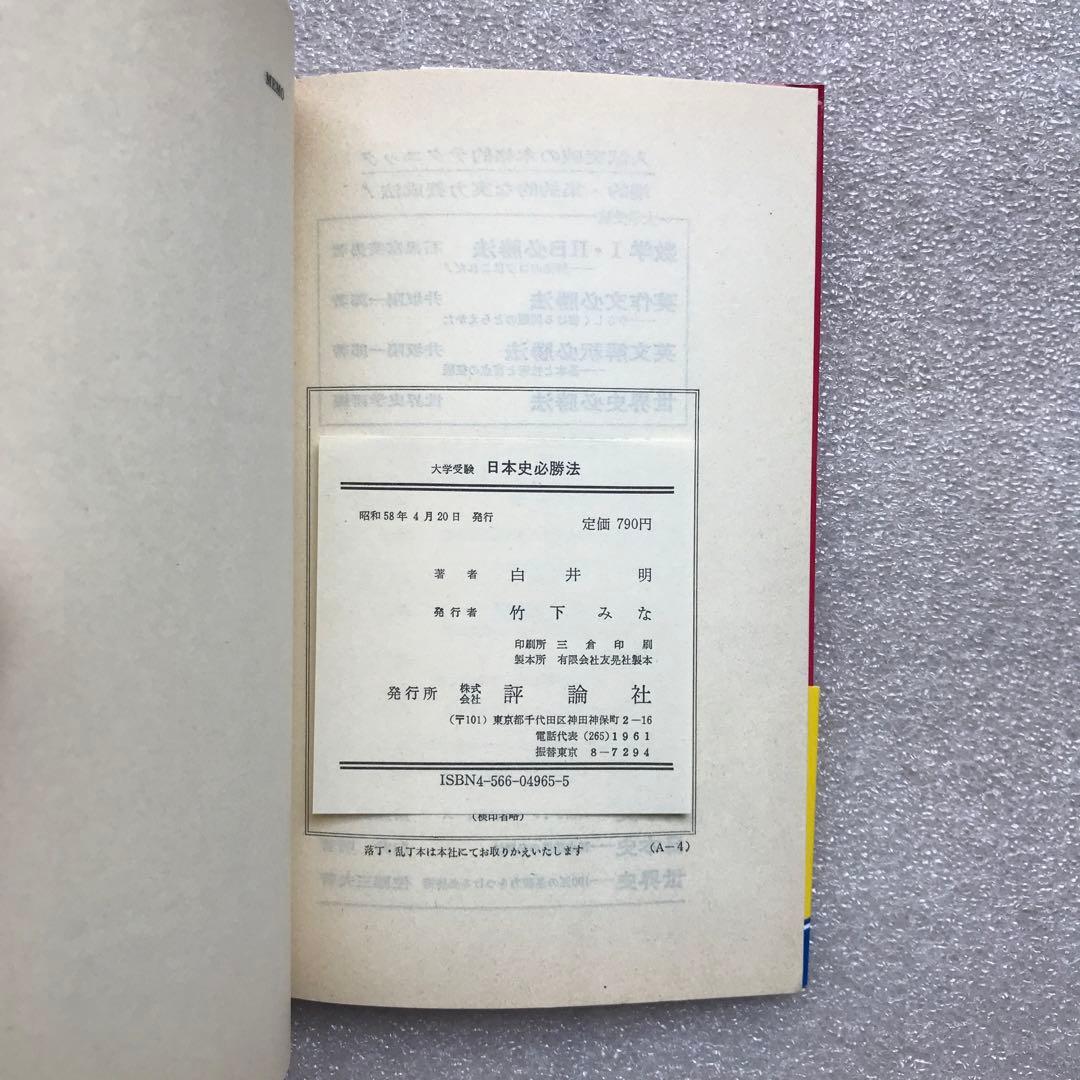 MEMO
大学受験 日本史必勝法
昭和58年4月20日 発行 定価 790円
著者 白井明
発行者 竹下みな
印刷所 三倉印刷
製本所 有限会社友晃社製本
発行所 株式会社 評論社
(〒101) 東京都千代田区神田神保町2-16
電話代表 (265)1961
振替東京 8-7294
ISBN4-566-04965-5
(検印省略)
落丁・乱丁本は本社にてお取りかえいたします (A-4)